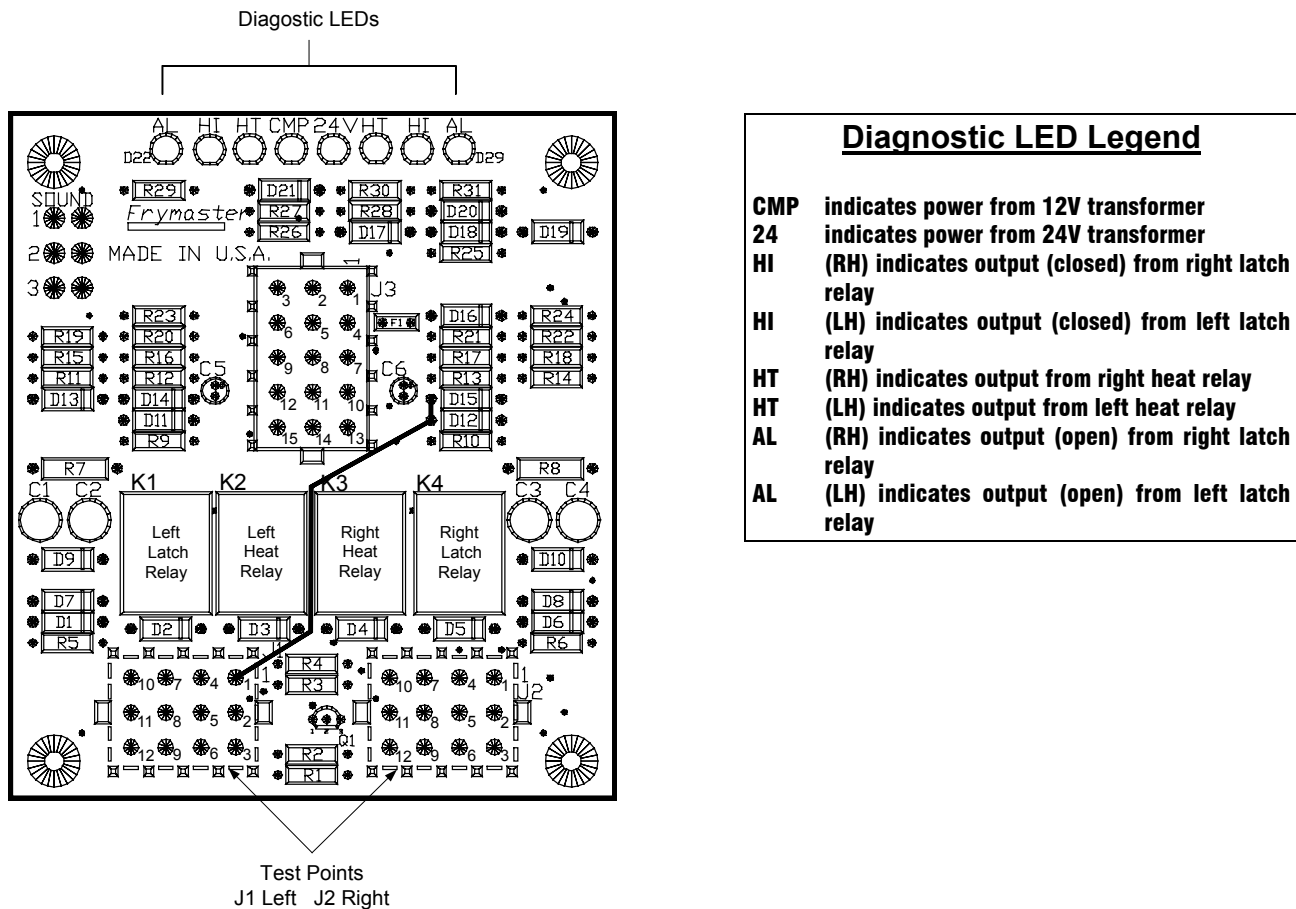 Diagostic LEDs
AL HI HT CMP 24V HT HI AL
D22 D29
R29 D21 R30 R31
SOUND
1 Frymaster R27 R28 D20
R26 D17 D18 D19
2 MADE IN U.S.A. R25
1
3 J3
3 2 1
R23 D16 R24
6 5 F1 4
R19 R20 R21 R22
R15 R16 9 8 7 R17 R18
R11 R12 C5 C6 R13 R14
D13 D14 12 11 10 D15
D11 D12
R9 15 14 13 R10
R7 R8
C1 C2 K1 K2 K3 K4 C3 C4
Left Latch Relay
Left Heat Relay
Right Heat Relay
Right Latch Relay
D9 D10
D7 D8
D1 D2 D3 D4 D5 D6
R5 R6
R4
10 7 4 1 1 R3 10 7 4 1 1
11 8 5 2 11 8 5 2
Q1
12 9 6 3 R2 12 9 6 3
R1
Test Points
J1 Left J2 Right
Diagnostic LED Legend
CMP indicates power from 12V transformer
24 indicates power from 24V transformer
HI (RH) indicates output (closed) from right latch
relay
HI (LH) indicates output (closed) from left latch
relay
HT (RH) indicates output from right heat relay
HT (LH) indicates output from left heat relay
AL (RH) indicates output (open) from right latch
relay
AL (LH) indicates output (open) from left latch
relay